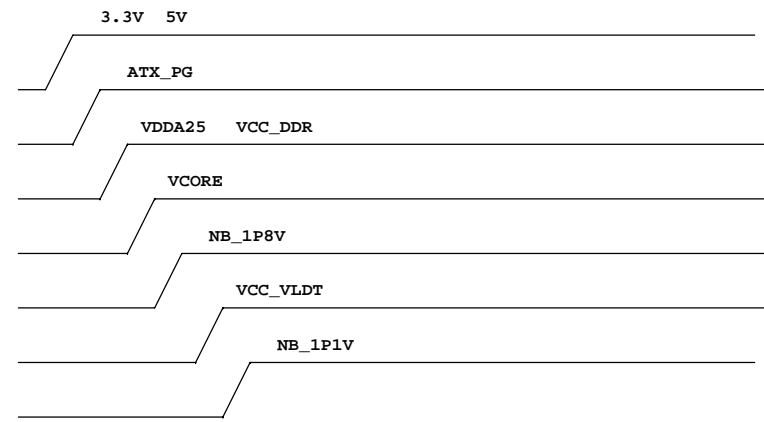 3.3V 5V
ATX_PG
VDDA25 VCC_DDR
VCORE
NB_1P8V
VCC_VLDT
NB_1P1V